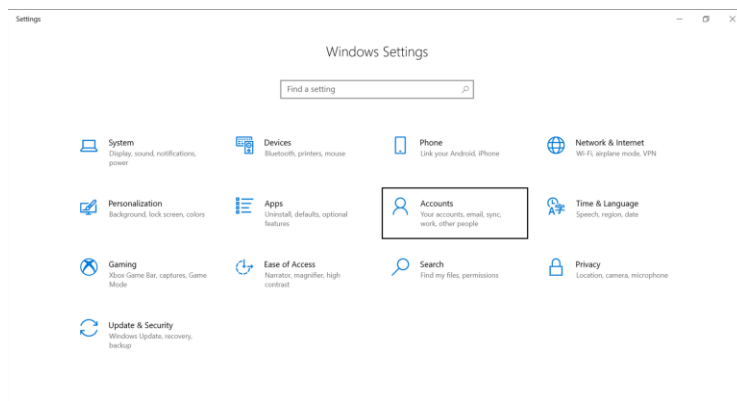 Settings
Windows Settings
Find a setting
System
Display, sound, notifications,
power
Devices
Bluetooth, printers, mouse
Phone
Link your Android, iPhone
Network & Internet
Wi-Fi, airplane mode, VPN
Personalization
Background, lock screen, colors
Apps
Uninstall, defaults, optional
features
Accounts
Your accounts, email, sync,
work, other people
Time & Language
Speech, region, date
Gaming
Xbox Game Bar, captures, Game
Mode
Ease of Access
Narrator, magnifier, high
contrast
Search
Find my files, permissions
Privacy
Location, camera, microphone
Update & Security
Windows Update, recovery,
backup